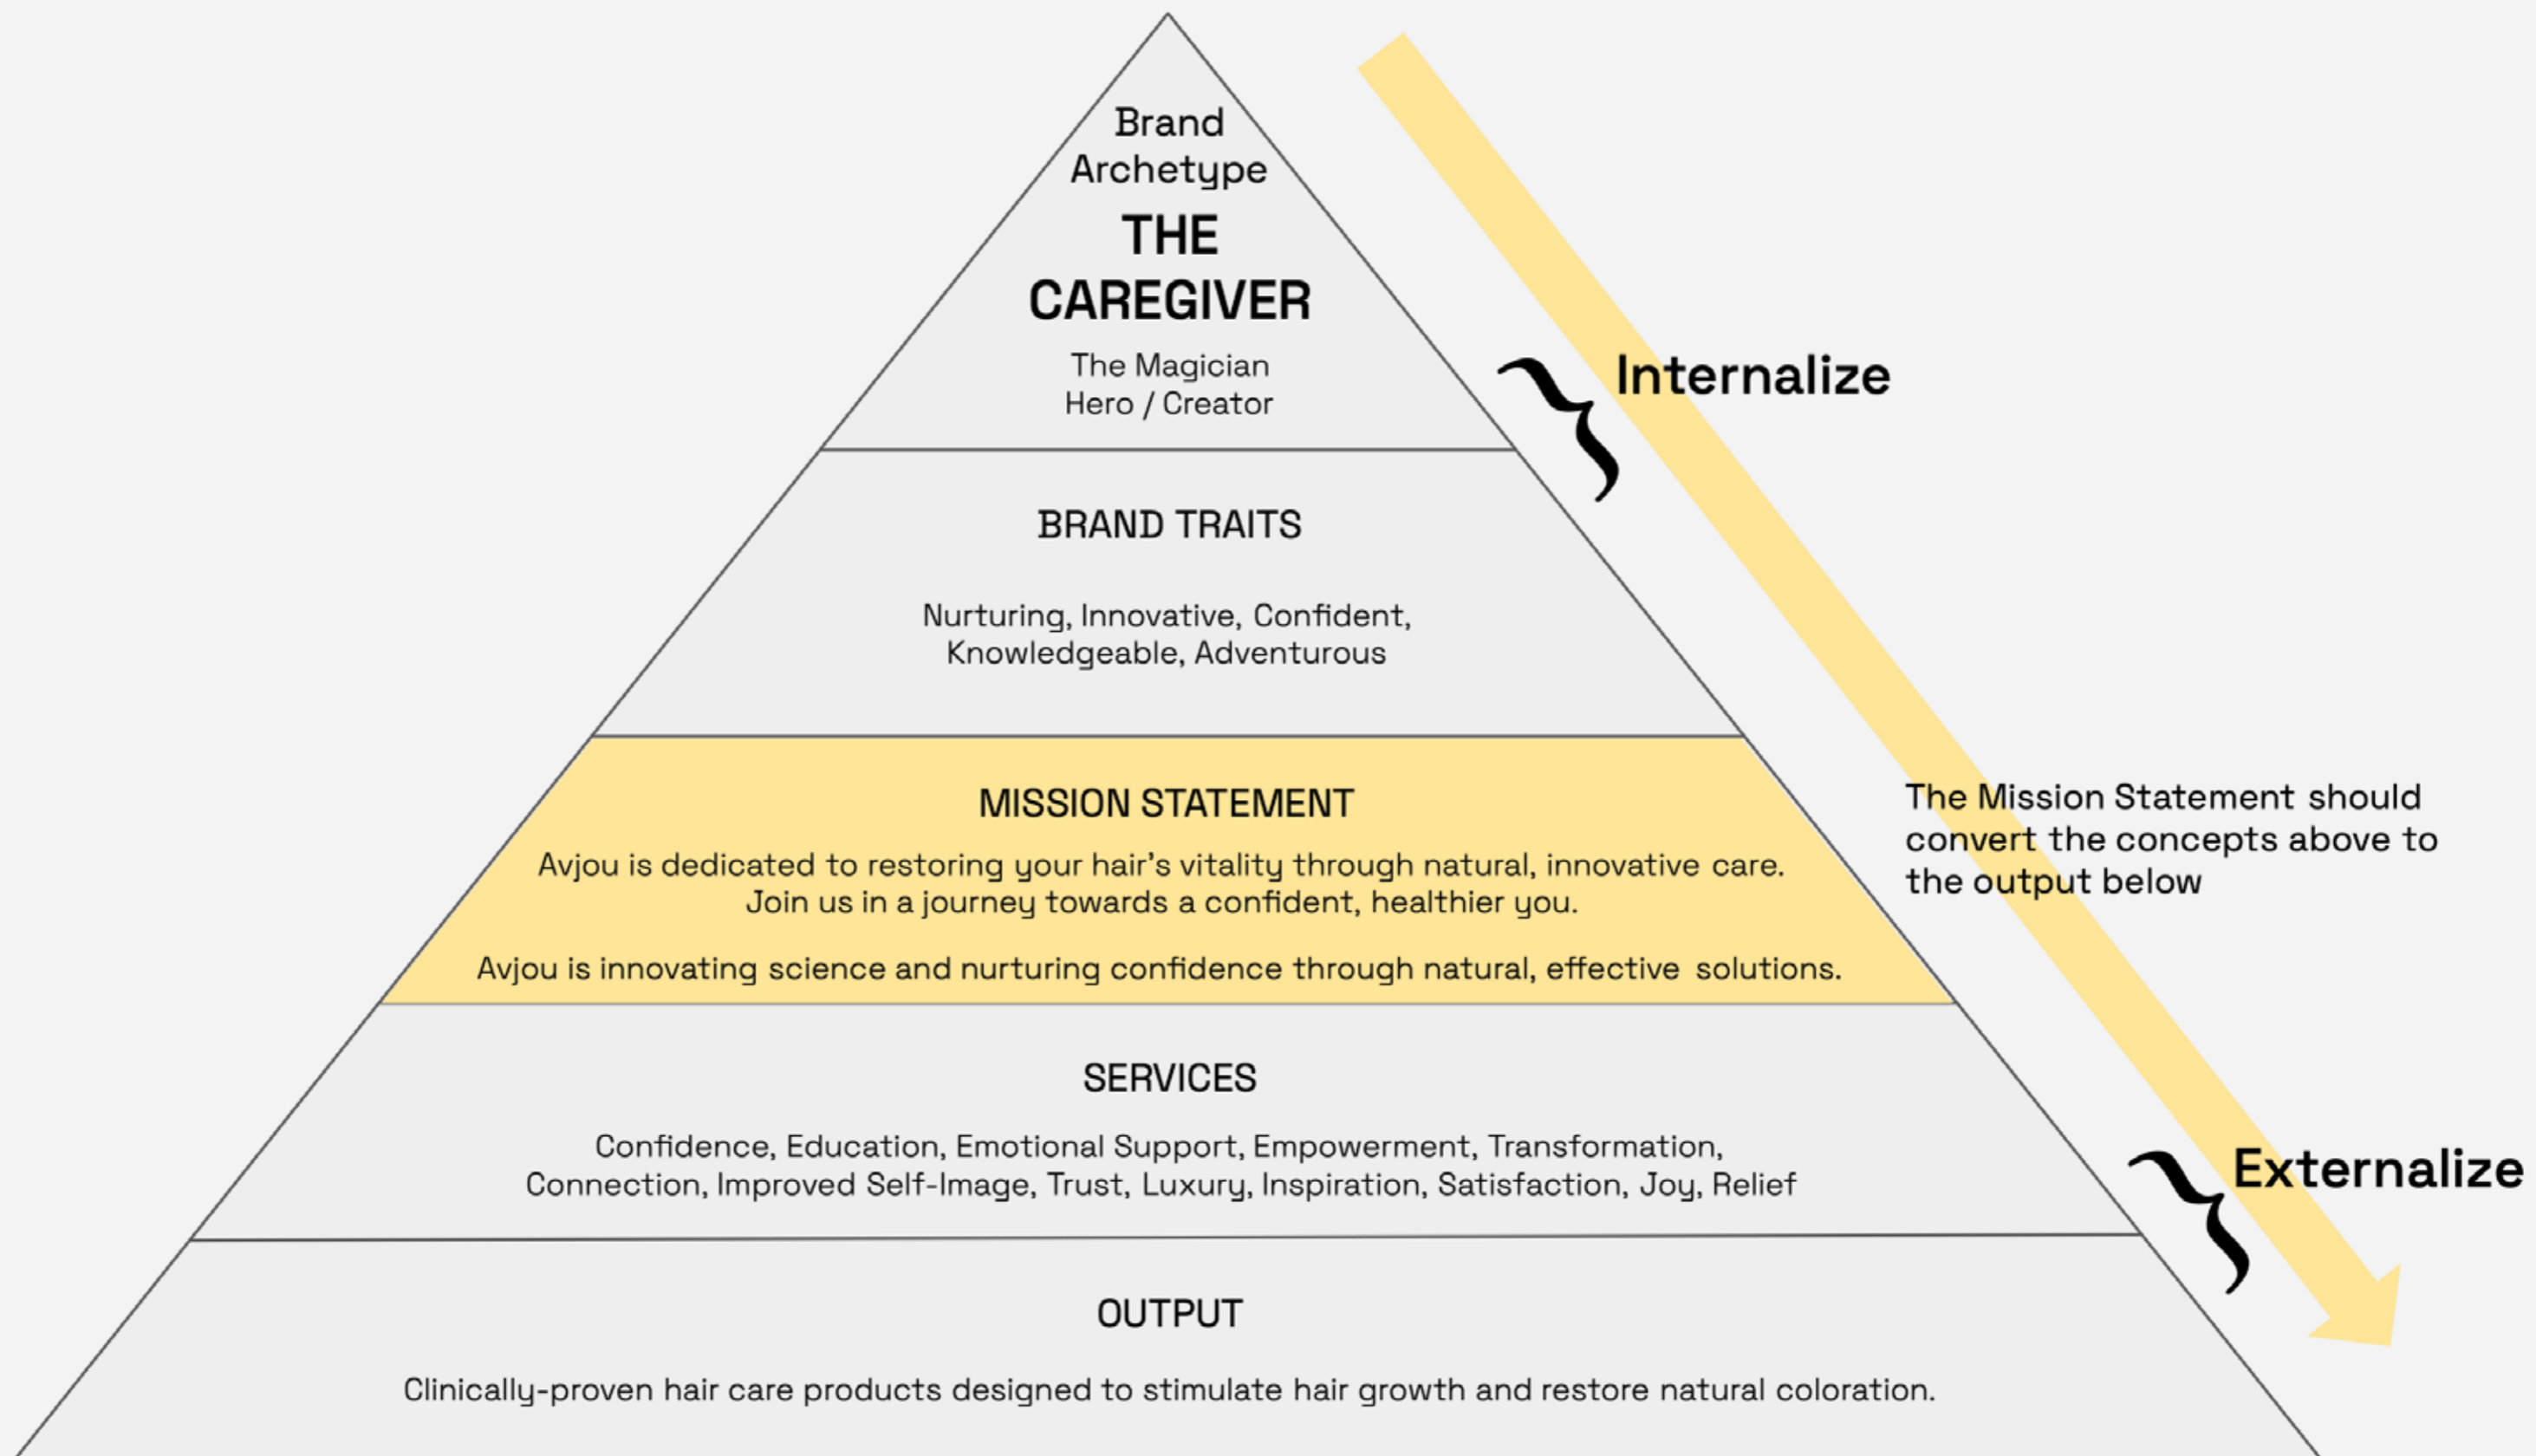 Brand
Archetype
THE
CAREGIVER
The Magician
Hero / Creator
Internalize
BRAND TRAITS
Nurturing, Innovative, Confident,
Knowledgeable, Adventurous
MISSION STATEMENT
Avjou is dedicated to restoring your hair’s vitality through natural, innovative care.
Join us in a journey towards a confident, healthier you.
Avjou is innovating science and nurturing confidence through natural, effective solutions.
The Mission Statement should
convert the concepts above to
the output below
SERVICES
Confidence, Education, Emotional Support, Empowerment, Transformation,
Connection, Improved Self-Image, Trust, Luxury, Inspiration, Satisfaction, Joy, Relief
Externalize
OUTPUT
Clinically-proven hair care products designed to stimulate hair growth and restore natural coloration.